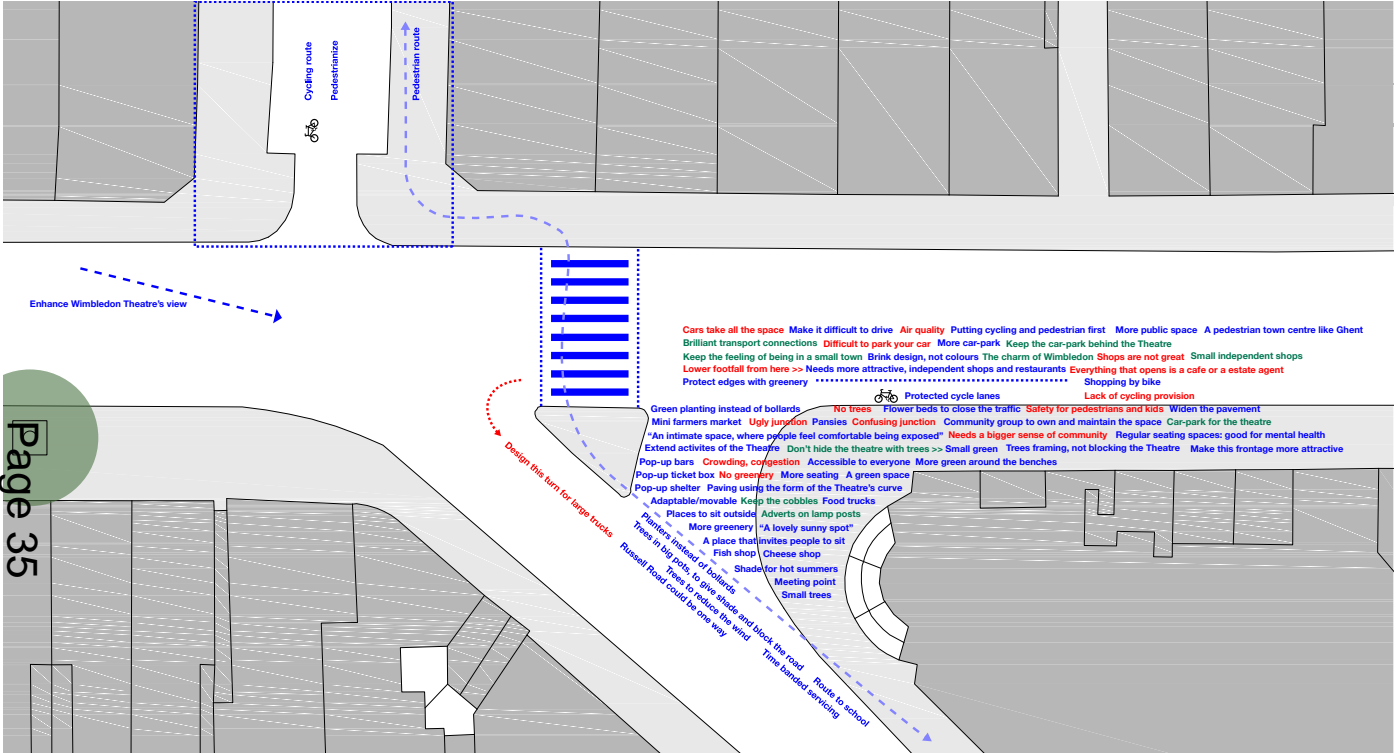 Cycling route
Pedestrianize
Pedestrian route
Enhance Wimbledon Theatre's view
Cars take all the space Make it difficult to drive Air quality Putting cycling and pedestrian first More public space A pedestrian town centre like Ghent
Brilliant transport connections Difficult to park your car More car-park Keep the car-park behind the Theatre
Keep the feeling of being in a small town Brink design, not colours The charm of Wimbledon Shops are not great Small independent shops
Lower footfall from here >> Needs more attractive, independent shops and restaurants Everything that opens is a cafe or a estate agent
Protect edges with greenery Shopping by bike
Protected cycle lanes Lack of cycling provision
Green planting instead of bollards No trees Flower beds to close the traffic Safety for pedestrians and kids Widen the pavement
Mini farmers market Ugly junction Pansies Confusing junction Community group to own and maintain the space Car-park for the theatre
“An intimate space, where people feel comfortable being exposed” Needs a bigger sense of community Regular seating spaces: good for mental health
Extend activites of the Theatre Don't hide the theatre with trees >> Small green Trees framing, not blocking the Theatre Make this frontage more attractive
Pop-up bars Crowding, congestion Accessible to everyone More green around the benches
Pop-up ticket box No greenery More seating A green space
Pop-up shelter Paving using the form of the Theatre's curve
Adaptable/movable Keep the cobbles Food trucks
Places to sit outside Adverts on lamp posts
More greenery “A lovely sunny spot”
A place that invites people to sit
Fish shop Cheese shop
Shade for hot summers
Meeting point
Small trees
Design this turn for large trucks
Planters instead of bollards
Trees in big pots, to give shade and block the road
Trees to reduce the wind
Russell Road could be one way
Time banded servicing
Route to school
Page 35